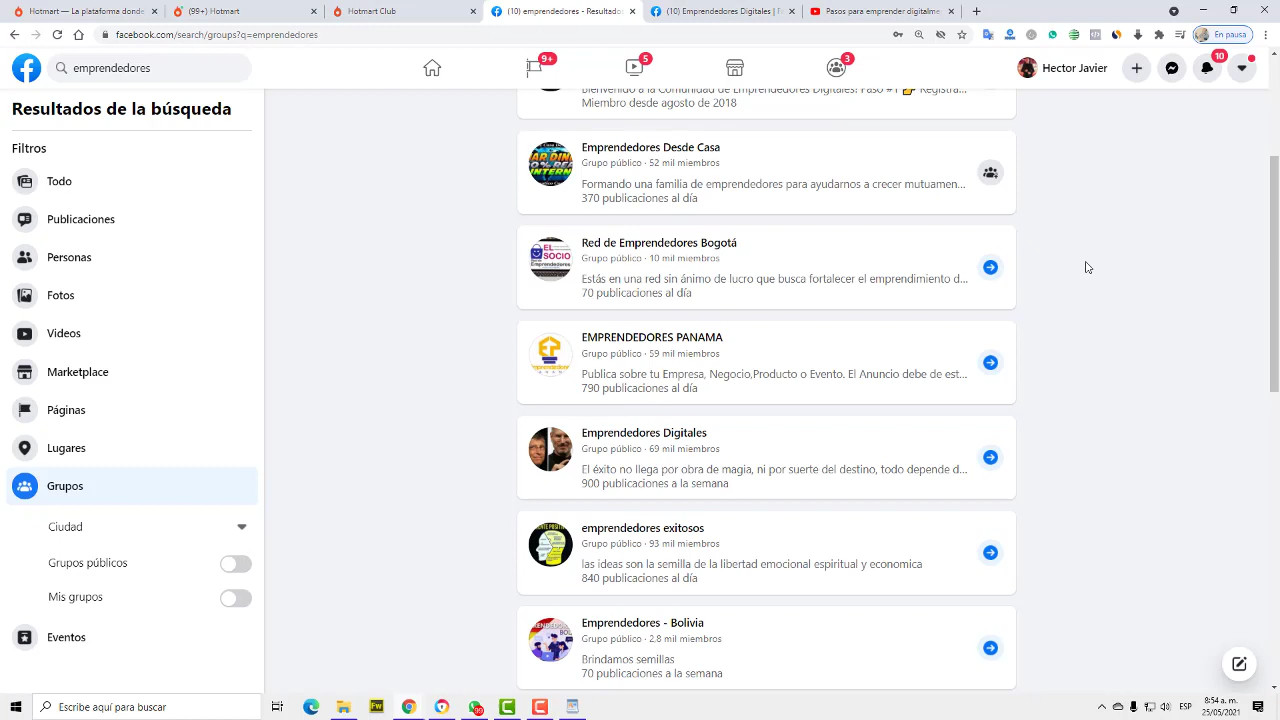 Hotmart — La plataforma donde
(99+) Hotmart
Hotmart Club
(10) emprendedores - Resultados
(10) Emprendedores Digitales | F
Pasos para emprender digitalme
facebook.com/search/groups?q=emprendedores
En pausa
emprendedores
9+
5
3
Hector Javier
10
Resultados de la búsqueda
Filtros
Todo
Publicaciones
Personas
Fotos
Videos
Marketplace
Páginas
Lugares
Grupos
Ciudad
Grupos públicos
Mis grupos
Eventos
Bienvenido a la Comunidad de Emprendedores Digitales! Paso #1 👉 Registra...
Miembro desde agosto de 2018
Emprendedores Desde Casa
Grupo público · 52 mil miembros
Formando una familia de emprendedores para ayudarnos a crecer mutuamen...
370 publicaciones al día
EL SOCIO
Red de Emprendedores Bogotá
Grupo público · 10 mil miembros
Estás en una red sin ánimo de lucro que busca fortalecer el emprendimiento d...
70 publicaciones al día
EP
EMPRENDEDORES PANAMA
Grupo público · 59 mil miembros
Publica sobre tu Empresa, Negocio,Producto o Evento. El Anuncio debe de est...
790 publicaciones al día
Emprendedores Digitales
Grupo público · 69 mil miembros
El éxito no llega por obra de magia, ni por suerte del destino, todo depende d...
900 publicaciones a la semana
emprendedores exitosos
Grupo público · 93 mil miembros
las ideas son la semilla de la libertad emocional espiritual y economica
840 publicaciones al día
Emprendedores - Bolivia
Grupo público · 2,8 mil miembros
Brindamos semillas
70 publicaciones a la semana
Escribe aquí para buscar
Fw
99
ESP
8:54 a. m.
25/05/2021